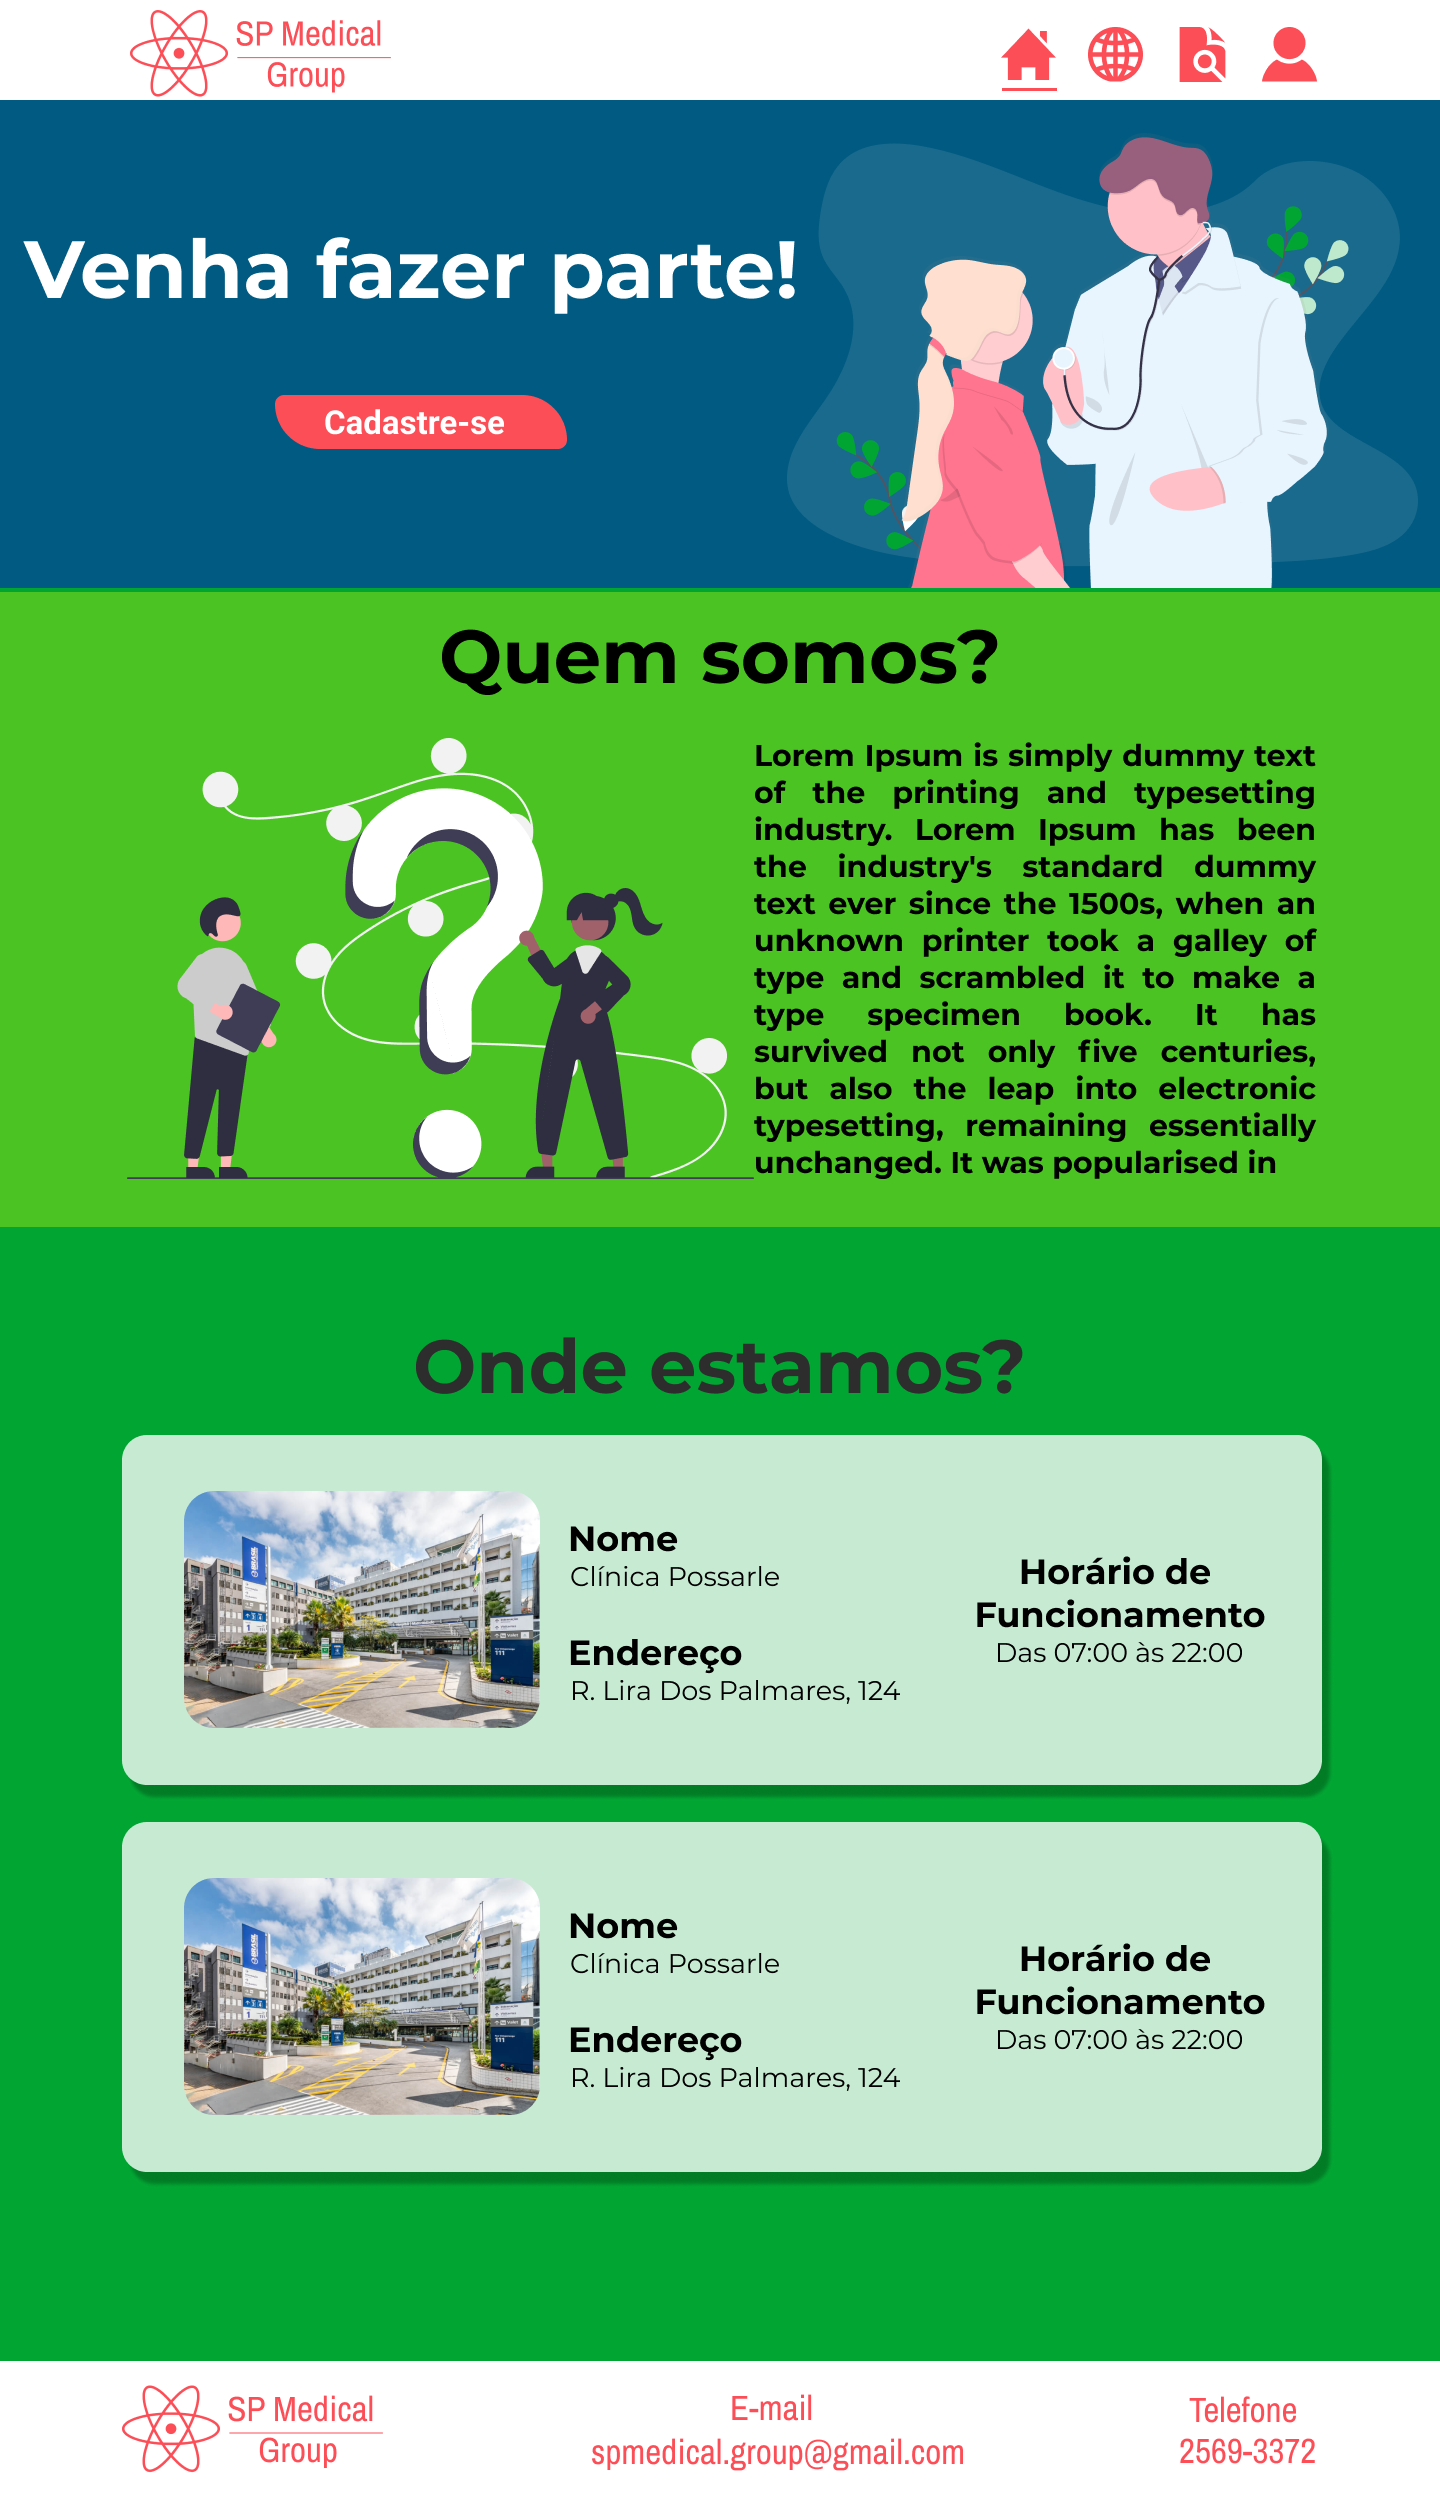 SP Medical
Group
Venha fazer parte!
Cadastre-se
Quem somos?
Lorem Ipsum is simply dummy text
of the printing and typesetting
industry. Lorem Ipsum has been
the industry's standard dummy
text ever since the 1500s, when an
unknown printer took a galley of
type and scrambled it to make a
type specimen book. It has
survived not only five centuries,
but also the leap into electronic
typesetting, remaining essentially
unchanged. It was popularised in
Onde estamos?
Nome
Clínica Possarle
Endereço
R. Lira Dos Palmares, 124
Horário de
Funcionamento
Das 07:00 às 22:00
111
1
Nome
Clínica Possarle
Endereço
R. Lira Dos Palmares, 124
Horário de
Funcionamento
Das 07:00 às 22:00
111
1
SP Medical
Group
E-mail
spmedical.group@gmail.com
Telefone
2569-3372